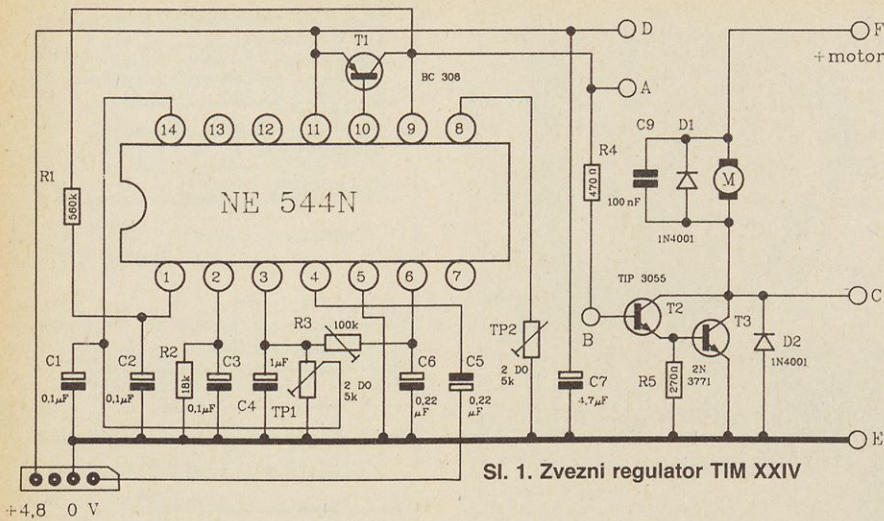 D
F
+motor
T1
BC 308
A
14 13 12 11 10 9 8
C9
D1
R4
R1
470Ω
M
560k
NE 544N
100 nF
1N4001
TIP 3055
C
1 2 3 4 5 6 7
T2
T3
B
R3
100k
TP2
D2
1N4001
C1
C2
R2
C3
1µF
C6
C5
2 DO
5k
C7
R5
270Ω
2N
3771
18k
2 DO
5k
0,1µF
0,1µF
0,1µF
C4
TP1
0,22
µF
0,22
µF
4,7µF
E
Sl. 1. Zvezni regulator TIM XXIV
+4,8 0 V